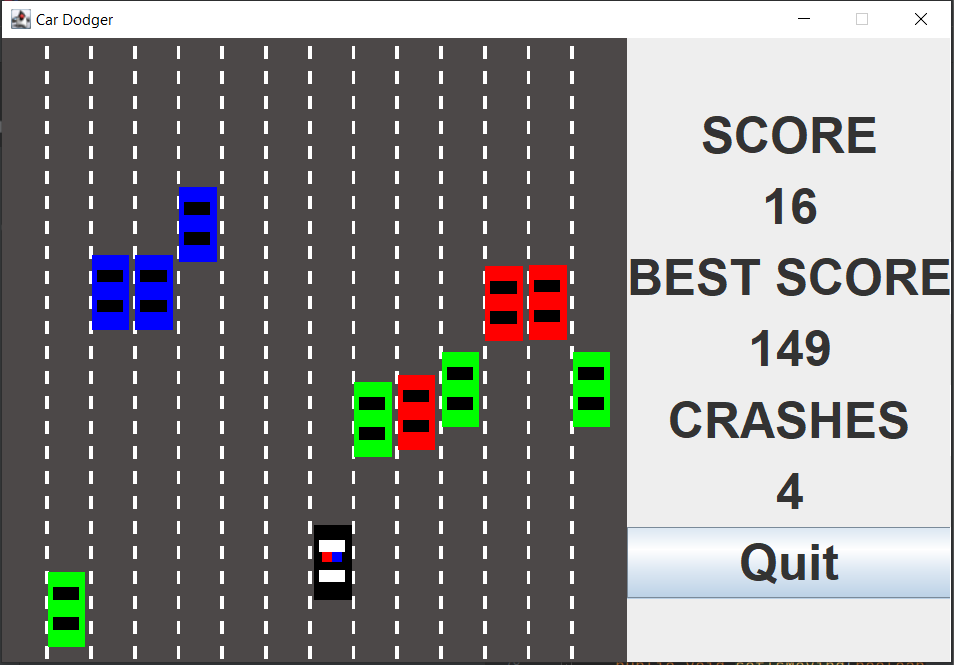 Car Dodger
SCORE
16
BEST SCORE
149
CRASHES
4
Quit